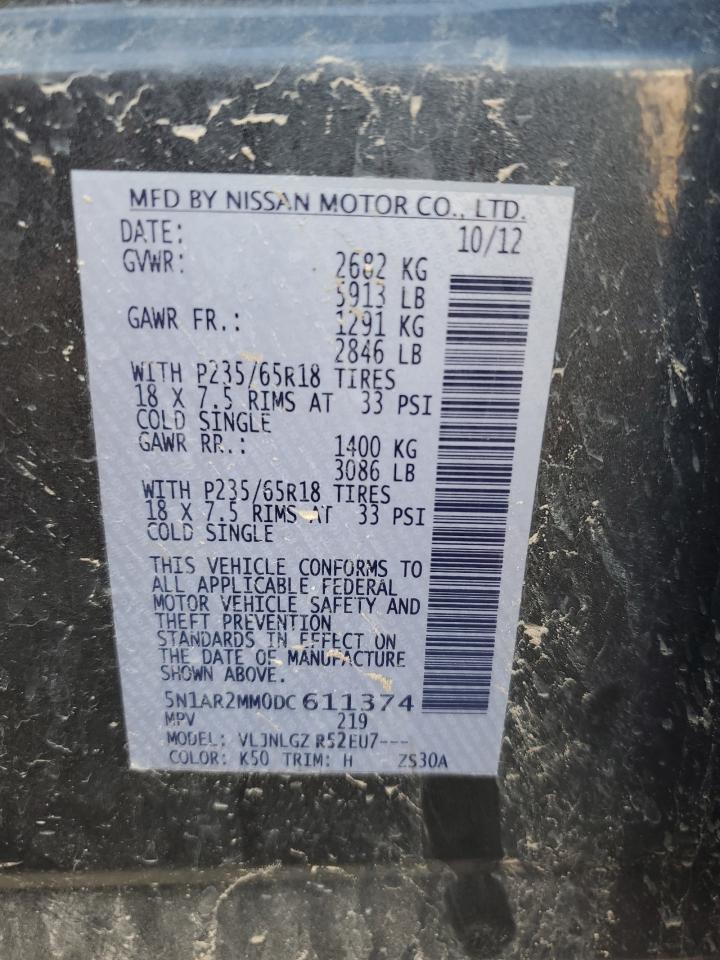 MFD BY NISSAN MOTOR CO., LTD.
DATE: 10/12
GVWR: 2682 KG
5913 LB
GAWR FR.: 1291 KG
2846 LB
WITH P235/65R18 TIRES
18 X 7.5 RIMS AT 33 PSI
COLD SINGLE
GAWR RR.: 1400 KG
3086 LB
WITH P235/65R18 TIRES
18 X 7.5 RIMS AT 33 PSI
COLD SINGLE
THIS VEHICLE CONFORMS TO
ALL APPLICABLE FEDERAL
MOTOR VEHICLE SAFETY AND
THEFT PREVENTION
STANDARDS IN EFFECT ON
THE DATE OF MANUFACTURE
SHOWN ABOVE.
5N1AR2MM0DC 611374
MPV 219
MODEL: VLJNLGZ R52EU7---
COLOR: K50 TRIM: H ZS30A